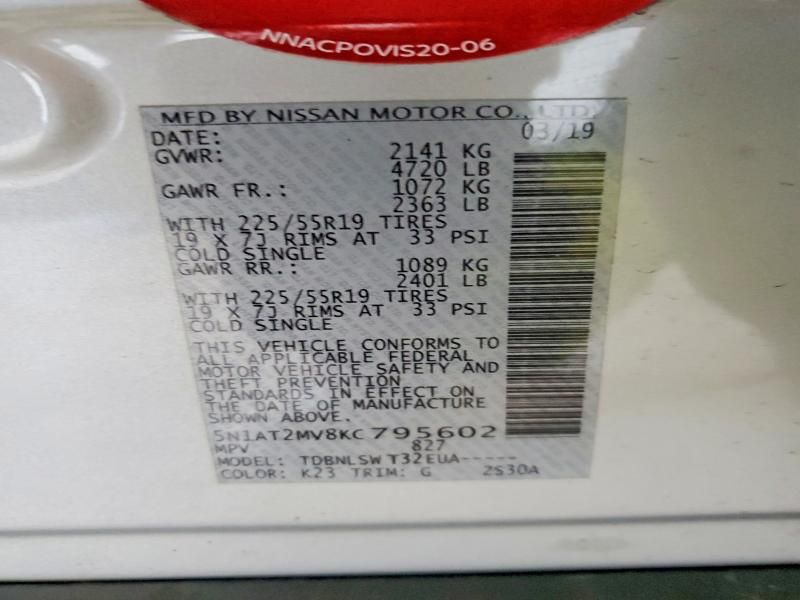 NNACPOVIS20-06
MFD BY NISSAN MOTOR CO., LTD.
DATE: 03/19
GVWR: 2141 KG
4720 LB
GAWR FR.: 1072 KG
2363 LB
WITH 225/55R19 TIRES
19 X 7J RIMS AT 33 PSI
COLD SINGLE
GAWR RR.: 1089 KG
2401 LB
WITH 225/55R19 TIRES
19 X 7J RIMS AT 33 PSI
COLD SINGLE
THIS VEHICLE CONFORMS TO
ALL APPLICABLE FEDERAL
MOTOR VEHICLE SAFETY AND
THEFT PREVENTION
STANDARDS IN EFFECT ON
THE DATE OF MANUFACTURE
SHOWN ABOVE.
5N1AT2MV8KC795602
MPV 827
MODEL: TDBNLSW T32EUA-----
COLOR: K23 TRIM: G 2S30A